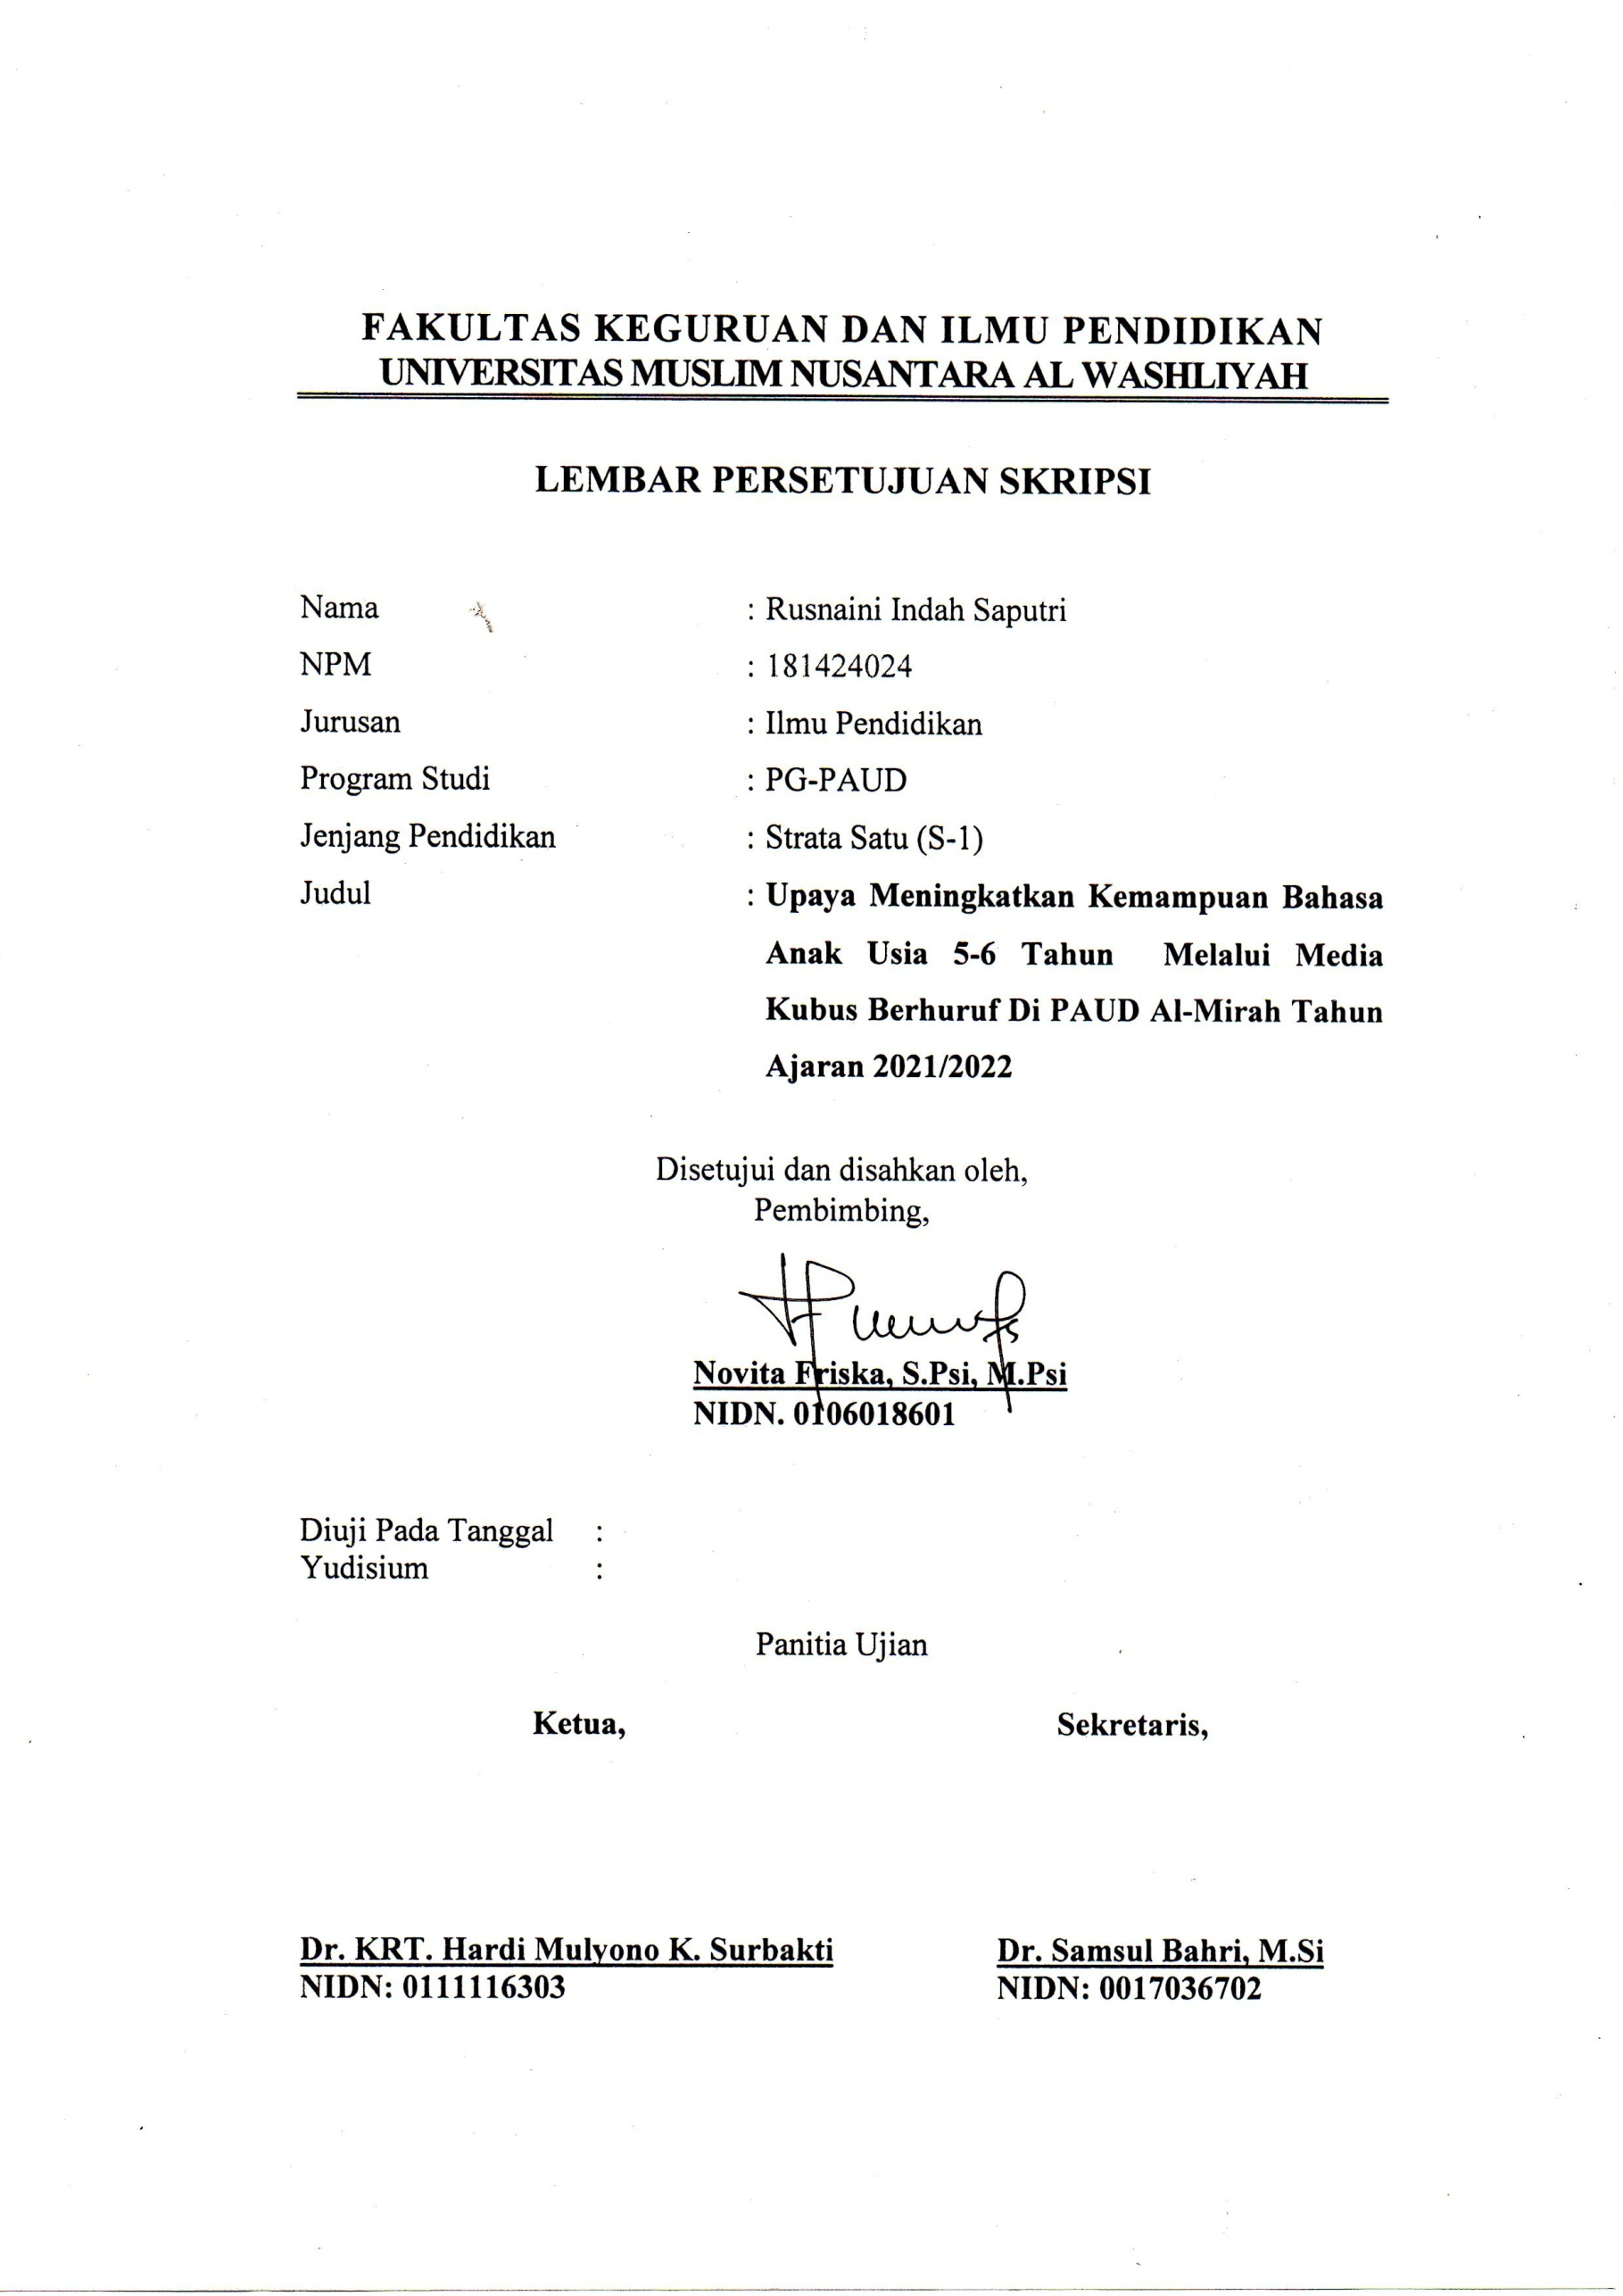 FAKULTAS KEGURUAN DAN ILMU PENDIDIKAN
UNIVERSITAS MUSLIM NUSANTARA AL WASHLIYAH
LEMBAR PERSETUJUAN SKRIPSI
Nama : Rusnaini Indah Saputri
NPM : 181424024
Jurusan : Ilmu Pendidikan
Program Studi : PG-PAUD
Jenjang Pendidikan : Strata Satu (S-1)
Judul : Upaya Meningkatkan Kemampuan Bahasa
Anak Usia 5-6 Tahun Melalui Media
Kubus Berhuruf Di PAUD Al-Mirah Tahun
Ajaran 2021/2022
Disetujui dan disahkan oleh,
Pembimbing,
Novita Friska, S.Psi, M.Psi
NIDN. 0106018601
Diuji Pada Tanggal :
Yudisium :
Panitia Ujian
Ketua, Sekretaris,
Dr. KRT. Hardi Mulyono K. Surbakti Dr. Samsul Bahri, M.Si
NIDN: 0111116303 NIDN: 0017036702